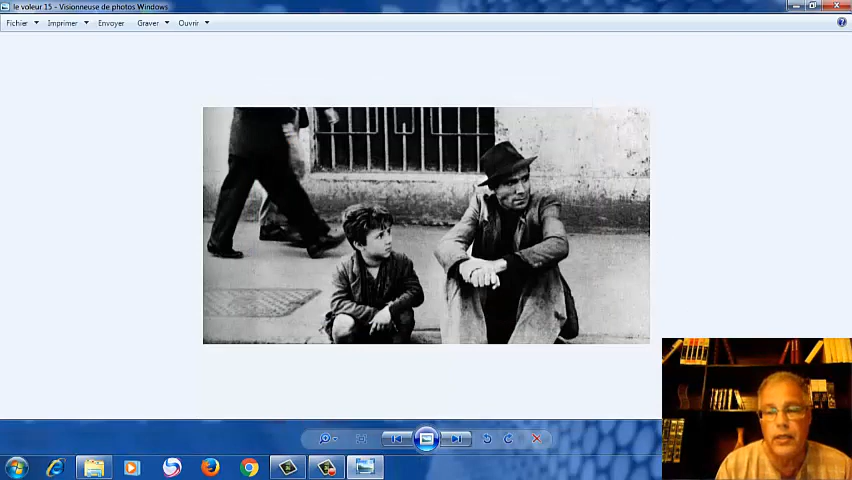 le voleur 15 - Visionneuse de photos Windows
Fichier Imprimer Envoyer Graver Ouvrir